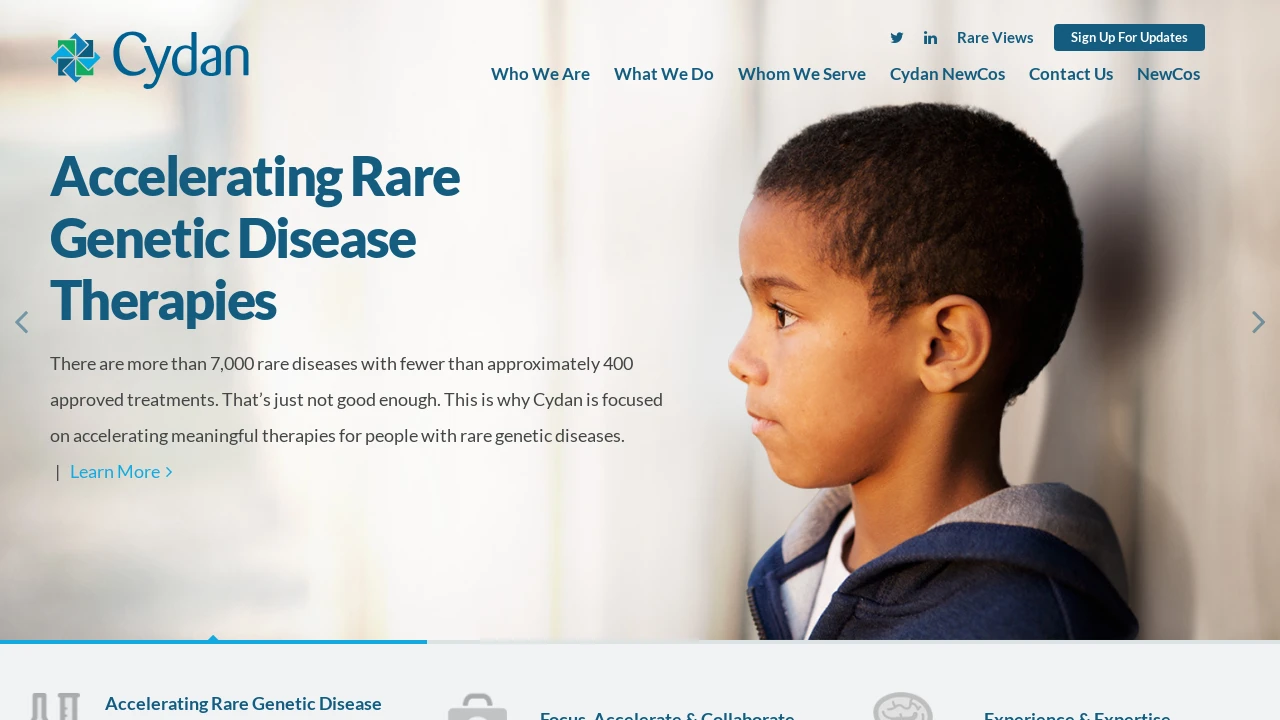 Cydan
Rare Views
Sign Up For Updates
Who We Are
What We Do
Whom We Serve
Cydan NewCos
Contact Us
NewCos
Accelerating Rare
Genetic Disease
Therapies
There are more than 7,000 rare diseases with fewer than approximately 400
approved treatments. That’s just not good enough. This is why Cydan is focused
on accelerating meaningful therapies for people with rare genetic diseases.
| Learn More
Accelerating Rare Genetic Disease
Focus, Accelerate & Collaborate
Experience & Expertise